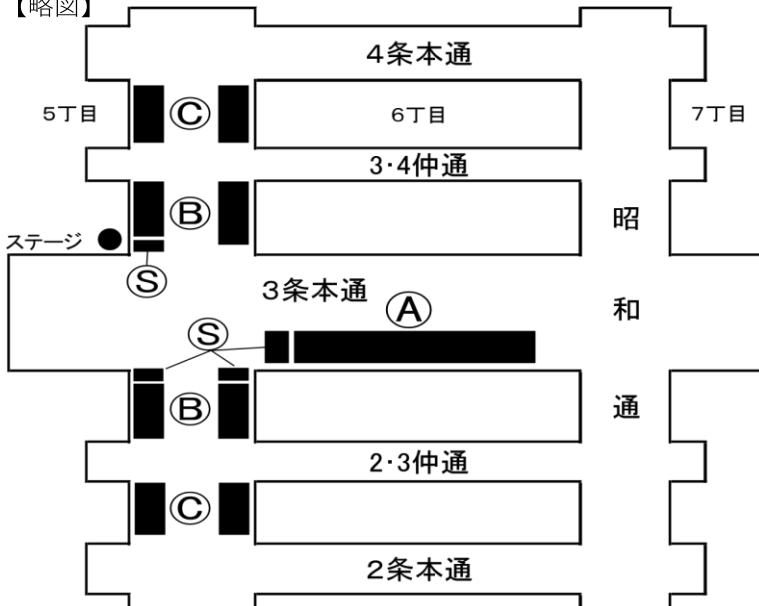 【略図】
4条本通
5丁目
Ⓒ
6丁目
7丁目
3・4仲通
Ⓑ
昭和通
ステージ
Ⓢ
3条本通
Ⓐ
Ⓢ
Ⓑ
2・3仲通
Ⓒ
2条本通